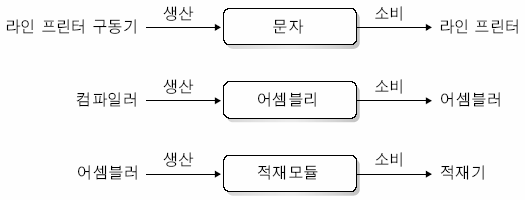 라인 프린터 구동기 생산 문자 소비 라인 프린터
컴파일러 생산 어셈블리 소비 어셈블러
어셈블러 생산 적재모듈 소비 적재기